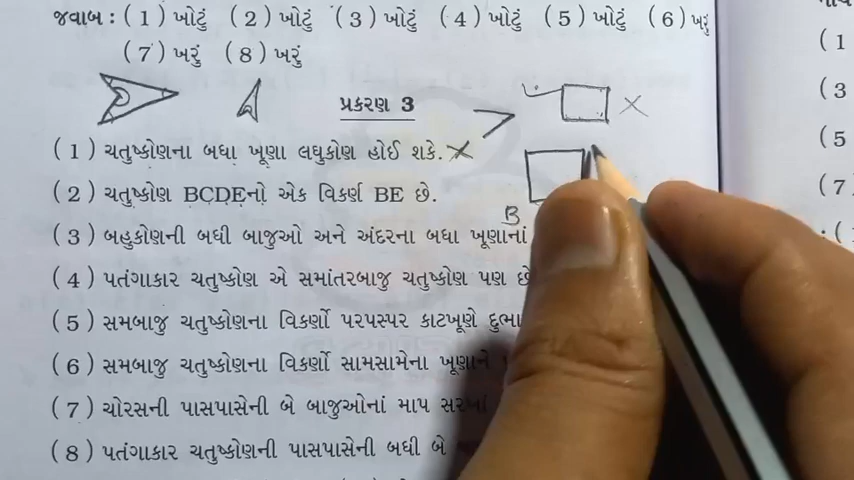 જવાબ : (1) ખોટું (2) ખોટું (3) ખોટું (4) ખોટું (5) ખોટું (6) ખરું
(7) ખરું (8) ખરું
પ્રકરણ 3
(1) ચતુષ્કોણના બધા ખૂણા લઘુકોણ હોઈ શકે. ×
(2) ચતુષ્કોણ BCDEનો એક વિકર્ણ BE છે.
B
(3) બહુકોણની બધી બાજુઓ અને અંદરના બધા ખૂણાનાં
(4) પતંગાકાર ચતુષ્કોણ એ સમાંતરબાજુ ચતુષ્કોણ પણ છે
(5) સમબાજુ ચતુષ્કોણના વિકર્ણો પરપસ્પર કાટખૂણે દુભા
(6) સમબાજુ ચતુષ્કોણના વિકર્ણો સામસામેના ખૂણાને
(7) ચોરસની પાસપાસેની બે બાજુઓનાં માપ સરખાં
(8) પતંગાકાર ચતુષ્કોણની પાસપાસેની બધી બે
(1
(3
(5
(7